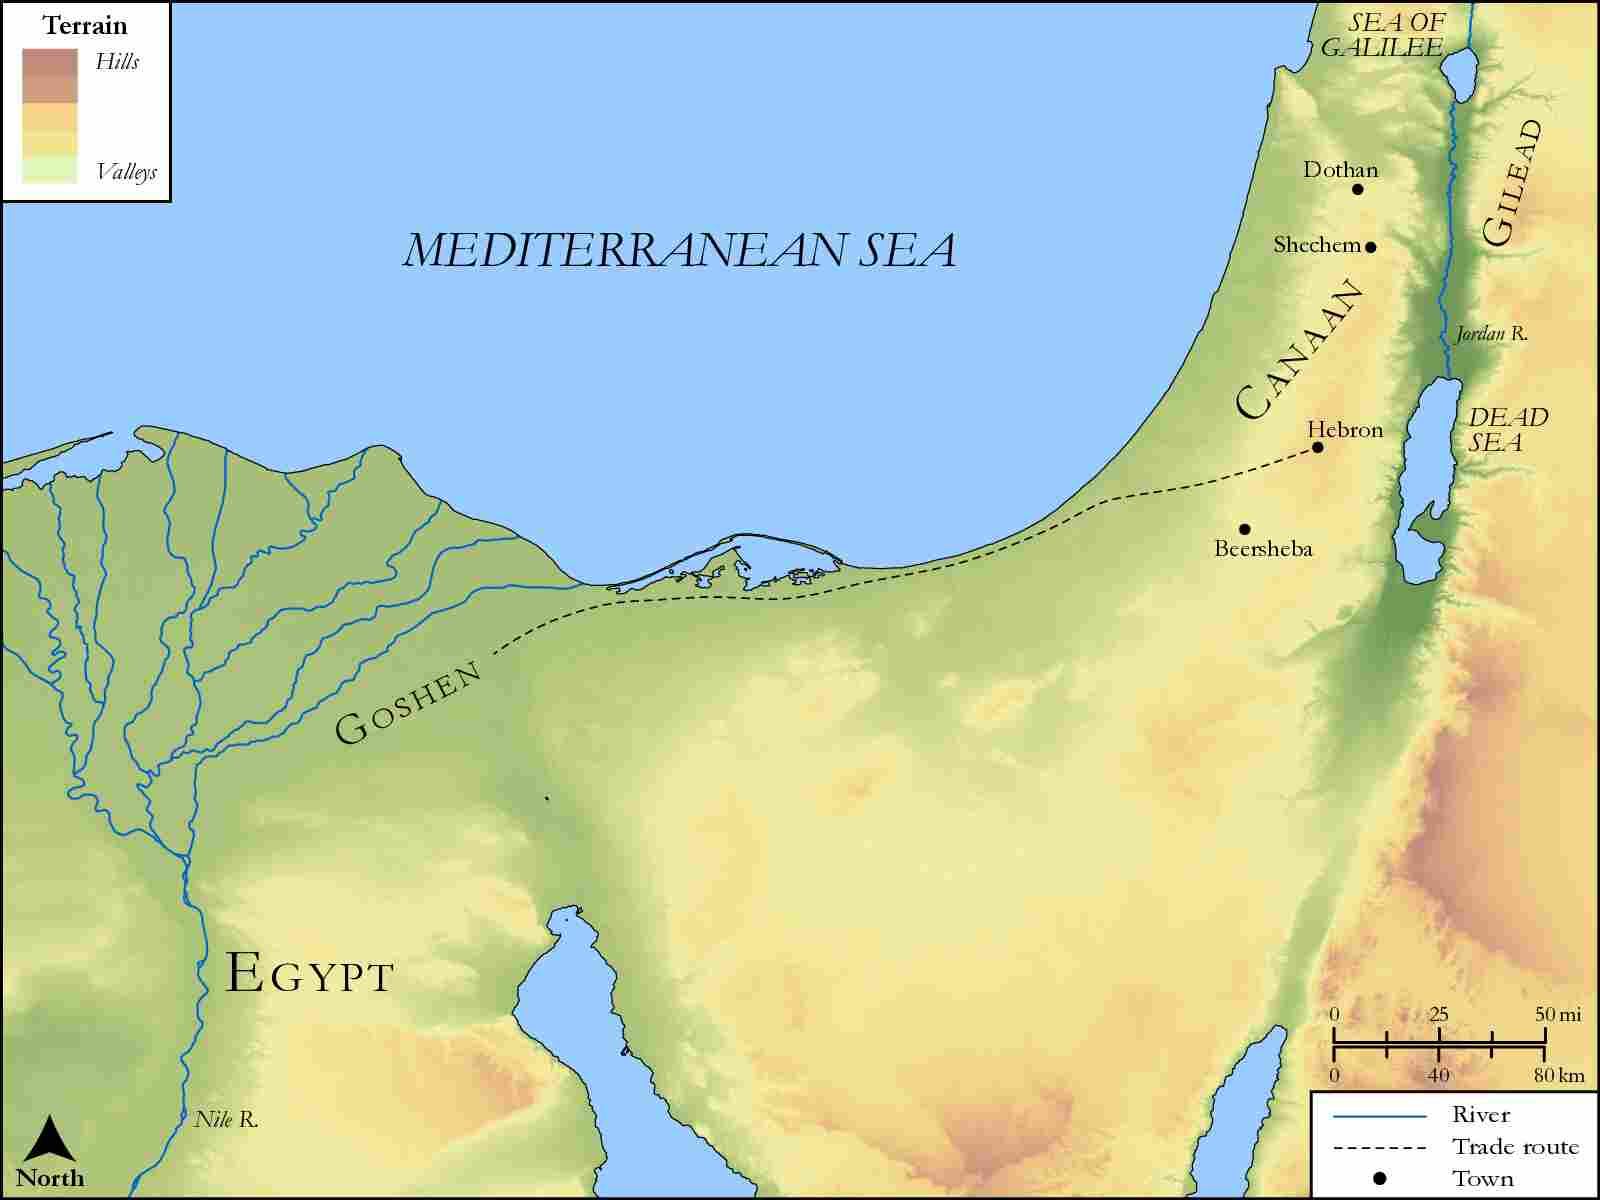 Terrain
Hills
Valleys
SEA OF
GALILEE
GILEAD
Dothan
Shechem
MEDITERRANEAN SEA
CANAAN
Jordan R.
DEAD
SEA
Hebron
Beersheba
GOSHEN
EGYPT
Nile R.
North
0 25 50 mi
0 40 80 km
River
Trade route
Town